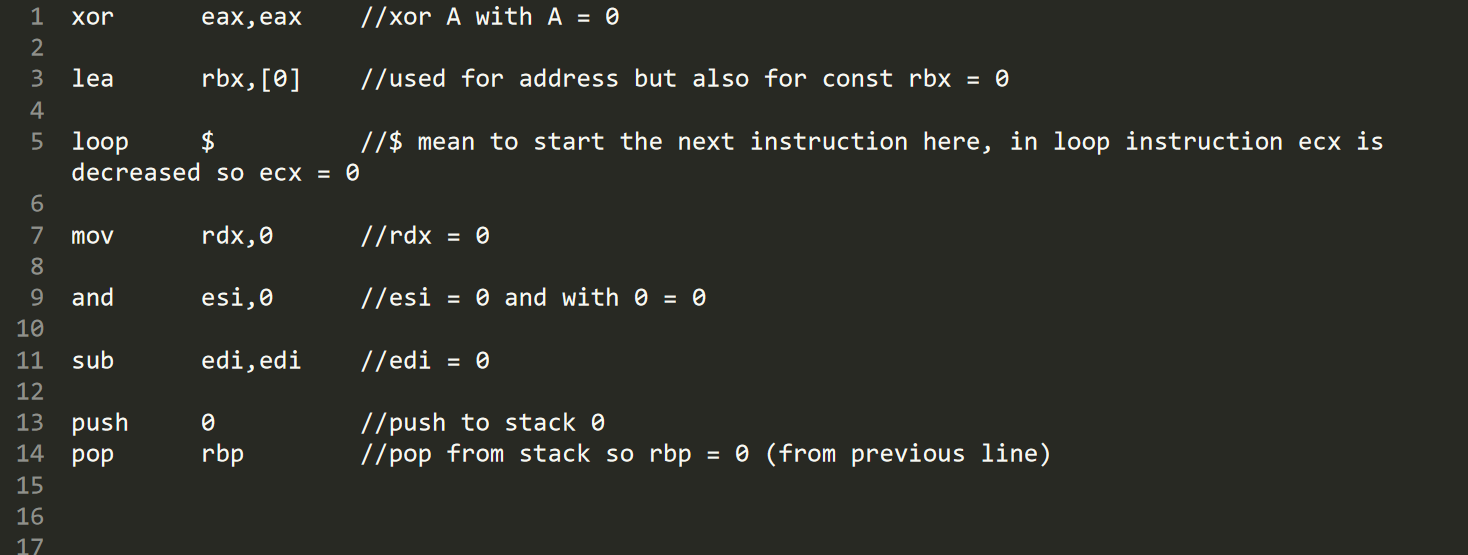 1 xor eax,eax //xor A with A = 0
2
3 lea rbx,[0] //used for address but also for const rbx = 0
4
5 loop $ //$ mean to start the next instruction here, in loop instruction ecx is
decreased so ecx = 0
6
7 mov rdx,0 //rdx = 0
8
9 and esi,0 //esi = 0 and with 0 = 0
10
11 sub edi,edi //edi = 0
12
13 push 0 //push to stack 0
14 pop rbp //pop from stack so rbp = 0 (from previous line)
15
16
17